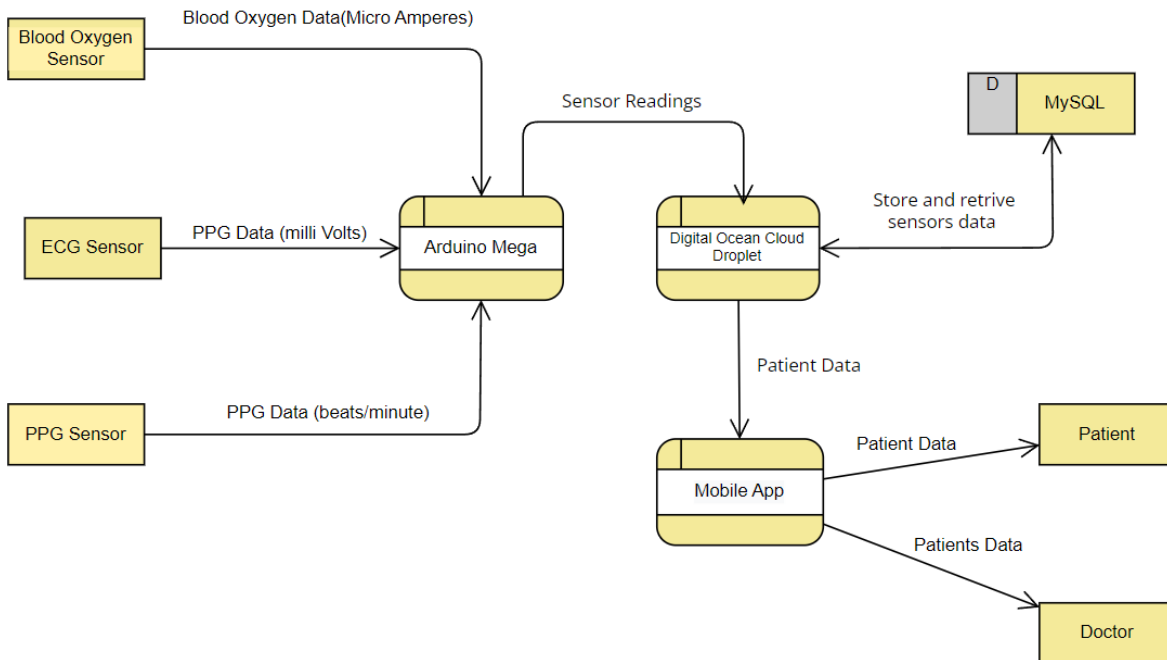 Blood Oxygen Data(Micro Amperes)
Blood Oxygen
Sensor
Sensor Readings
D
MySQL
Store and retrive
sensors data
ECG Sensor
PPG Data (milli Volts)
Arduino Mega
Digital Ocean Cloud
Droplet
Patient Data
PPG Sensor
PPG Data (beats/minute)
Mobile App
Patient Data
Patient
Patients Data
Doctor